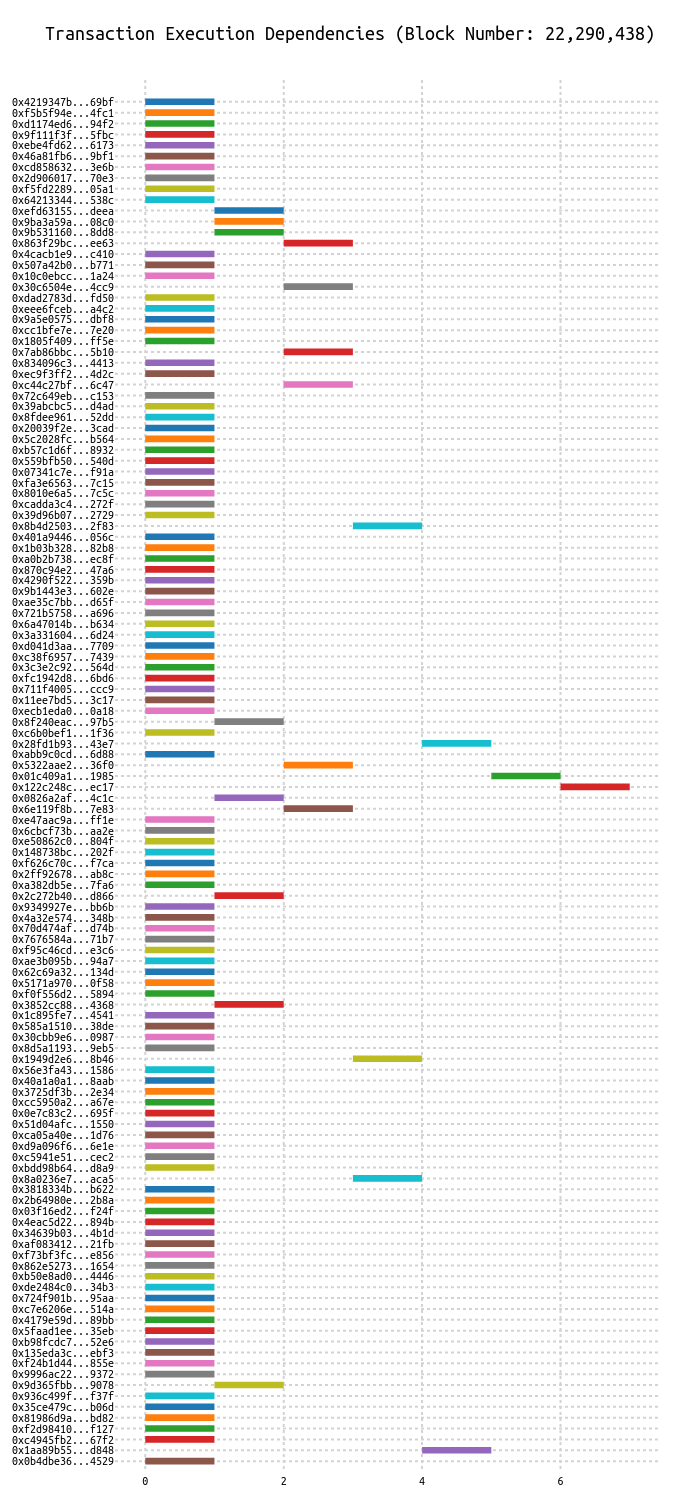 Transaction Execution Dependencies (Block Number: 22,290,438)
0x4219347b...69bf
0xf5b5f94e...4fc1
0xd1174ed6...94f2
0x9f111f3f...5fbc
0xebe4fd62...6173
0x46a81fb6...9bf1
0xcd858632...3e6b
0x2d906017...70e3
0xf5fd2289...05a1
0x64213344...538c
0xefd63155...deea
0x9ba3a59a...08c0
0x9b531160...8dd8
0x863f29bc...ee63
0x4cacb1e9...c410
0x507a42b0...b771
0x10c0ebcc...1a24
0x30c6504e...4cc9
0xdad2783d...fd50
0xeee6fceb...a4c2
0x9a5e0575...dbf8
0xcc1bfe7e...7e20
0x1805f409...ff5e
0x7ab86bbc...5b10
0x834096c3...4413
0xec9f3ff2...4d2c
0xc44c27bf...6c47
0x72c649eb...c153
0x39abcbc5...d4ad
0x8fdee961...52dd
0x20039f2e...3cad
0x5c2028fc...b564
0xb57c1d6f...8932
0x559bfb50...540d
0x07341c7e...f91a
0xfa3e6563...7c15
0x8010e6a5...7c5c
0xcadda3c4...272f
0x39d96b07...2729
0x8b4d2503...2f83
0x401a9446...056c
0x1b03b328...82b8
0xa0b2b738...ec8f
0x870c94e2...47a6
0x4290f522...359b
0x9b1443e3...602e
0xae35c7bb...d65f
0x721b5758...a696
0x6a47014b...b634
0x3a331604...6d24
0xd041d3aa...7709
0xc38f6957...7439
0x3c3e2c92...564d
0xfc1942d8...6bd6
0x711f4005...ccc9
0x11ee7bd5...3c17
0xecb1eda0...0a18
0x8f240eac...97b5
0xc6b0bef1...1f36
0x28fd1b93...43e7
0xabb9c0cd...6d88
0x5322aae2...36f0
0x01c409a1...1985
0x122c248c...ec17
0x0826a2af...4c1c
0x6e119f8b...7e83
0xe47aac9a...ff1e
0x6cbcf73b...aa2e
0xe50862c0...804f
0x148738bc...202f
0xf626c70c...f7ca
0x2ff92678...ab8c
0xa382db5e...7fa6
0x2c272b40...d866
0x9349927e...bb6b
0x4a32e574...348b
0x70d474af...d74b
0x7676584a...71b7
0xf95c46cd...e3c6
0xae3b095b...94a7
0x62c69a32...134d
0x5171a970...0f58
0xf0f556d2...5894
0x3852cc88...4368
0x1c895fe7...4541
0x585a1510...38de
0x30cbb9e6...0987
0x8d5a1193...9eb5
0x1949d2e6...8b46
0x56e3fa43...1586
0x40a1a0a1...8aab
0x3725df3b...2e34
0xcc5950a2...a67e
0x0e7c83c2...695f
0x51d04afc...1550
0xca05a40e...1d76
0xd9a096f6...6e1e
0xc5941e51...cec2
0xbdd98b64...d8a9
0x8a0236e7...aca5
0x3818334b...b622
0x2b64980e...2b8a
0x03f16ed2...f24f
0x4eac5d22...894b
0x34639b03...4b1d
0xaf083412...21fb
0xf73bf3fc...e856
0x862e5273...1654
0xb50e8ad0...4446
0xde2484c0...34b3
0x724f901b...95aa
0xc7e6206e...514a
0x4179e59d...89bb
0x5faad1ee...35eb
0xb98fcdc7...52e6
0x135eda3c...ebf3
0xf24b1d44...855e
0x9996ac22...9372
0x9d365fbb...9078
0x936c499f...f37f
0x35ce479c...b06d
0x81986d9a...bd82
0xf2d98410...f127
0xc4945fb2...67f2
0x1aa89b55...d848
0x0b4dbe36...4529
0 2 4 6